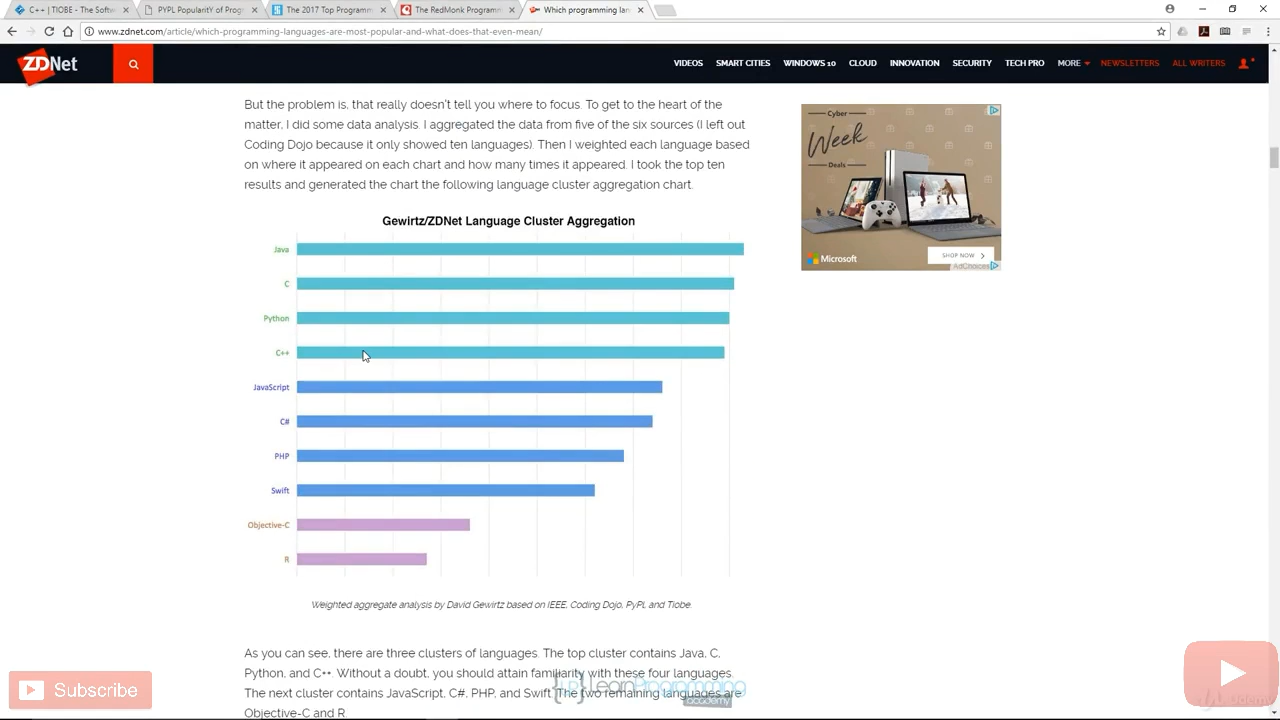 C++ | TIOBE - The Softw
PYPL PopularitY of Prog
The 2017 Top Programm
The RedMonk Programm
Which programming lan
www.zdnet.com/article/which-programming-languages-are-most-popular-and-what-does-that-even-mean/
ZDNet
VIDEOS SMART CITIES WINDOWS 10 CLOUD INNOVATION SECURITY TECH PRO MORE NEWSLETTERS ALL WRITERS
But the problem is, that really doesn't tell you where to focus. To get to the heart of the
matter, I did some data analysis. I aggregated the data from five of the six sources (I left out
Coding Dojo because it only showed ten languages). Then I weighted each language based
on where it appeared on each chart and how many times it appeared. I took the top ten
results and generated the chart the following language cluster aggregation chart.
Cyber
Week
Deals
Microsoft
SHOP NOW
AdChoices
Gewirtz/ZDNet Language Cluster Aggregation
Java
C
Python
C++
JavaScript
C#
PHP
Swift
Objective-C
R
Weighted aggregate analysis by David Gewirtz based on IEEE, Coding Dojo, PyPL and Tiobe.
As you can see, there are three clusters of languages. The top cluster contains Java, C,
Python, and C++. Without a doubt, you should attain familiarity with these four languages.
The next cluster contains JavaScript, C#, PHP, and Swift. The two remaining languages are
Objective-C and R.
Subscribe
LearnProgramming
academy
Udemy